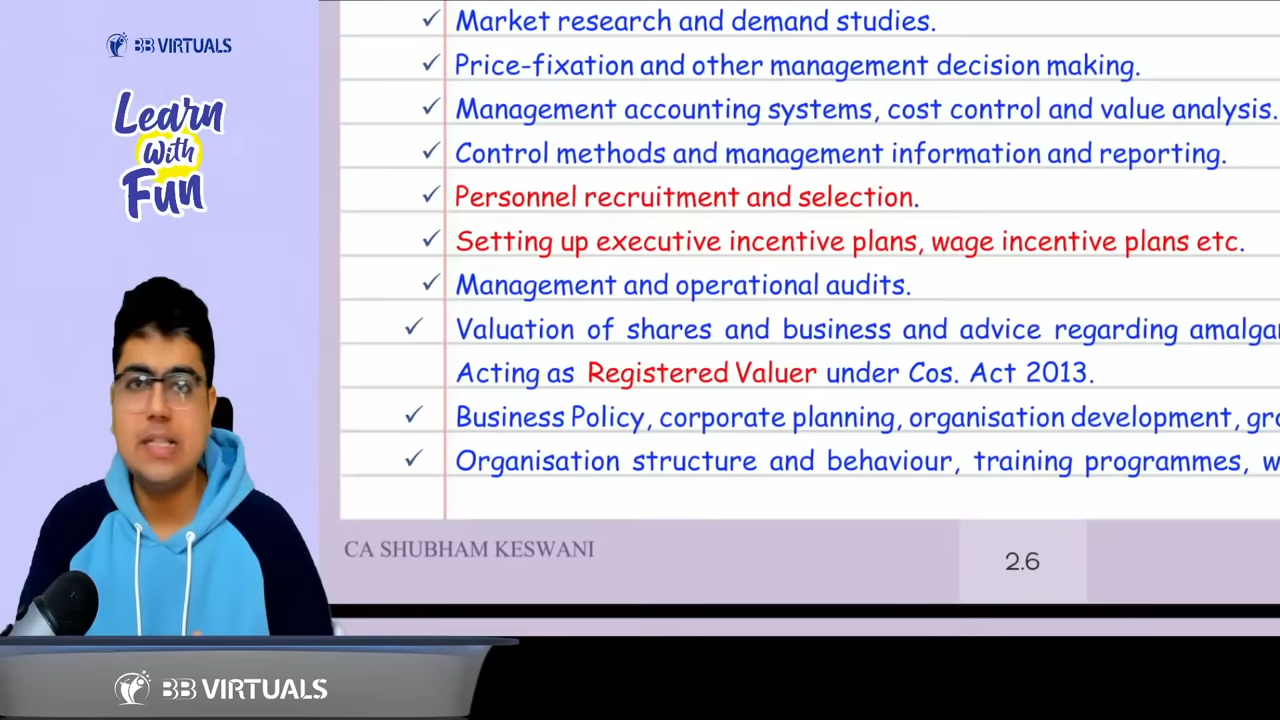 BB VIRTUALS
Learn
With
Fun
✓ Market research and demand studies.
✓ Price-fixation and other management decision making.
✓ Management accounting systems, cost control and value analysis.
✓ Control methods and management information and reporting.
✓ Personnel recruitment and selection.
✓ Setting up executive incentive plans, wage incentive plans etc.
✓ Management and operational audits.
✓ Valuation of shares and business and advice regarding
Acting as Registered Valuer under Cos. Act 2013.
✓ Business Policy, corporate planning, organisation development,
✓ Organisation structure and behaviour, training programmes,
CA SHUBHAM KESWANI
2.6
BB VIRTUALS